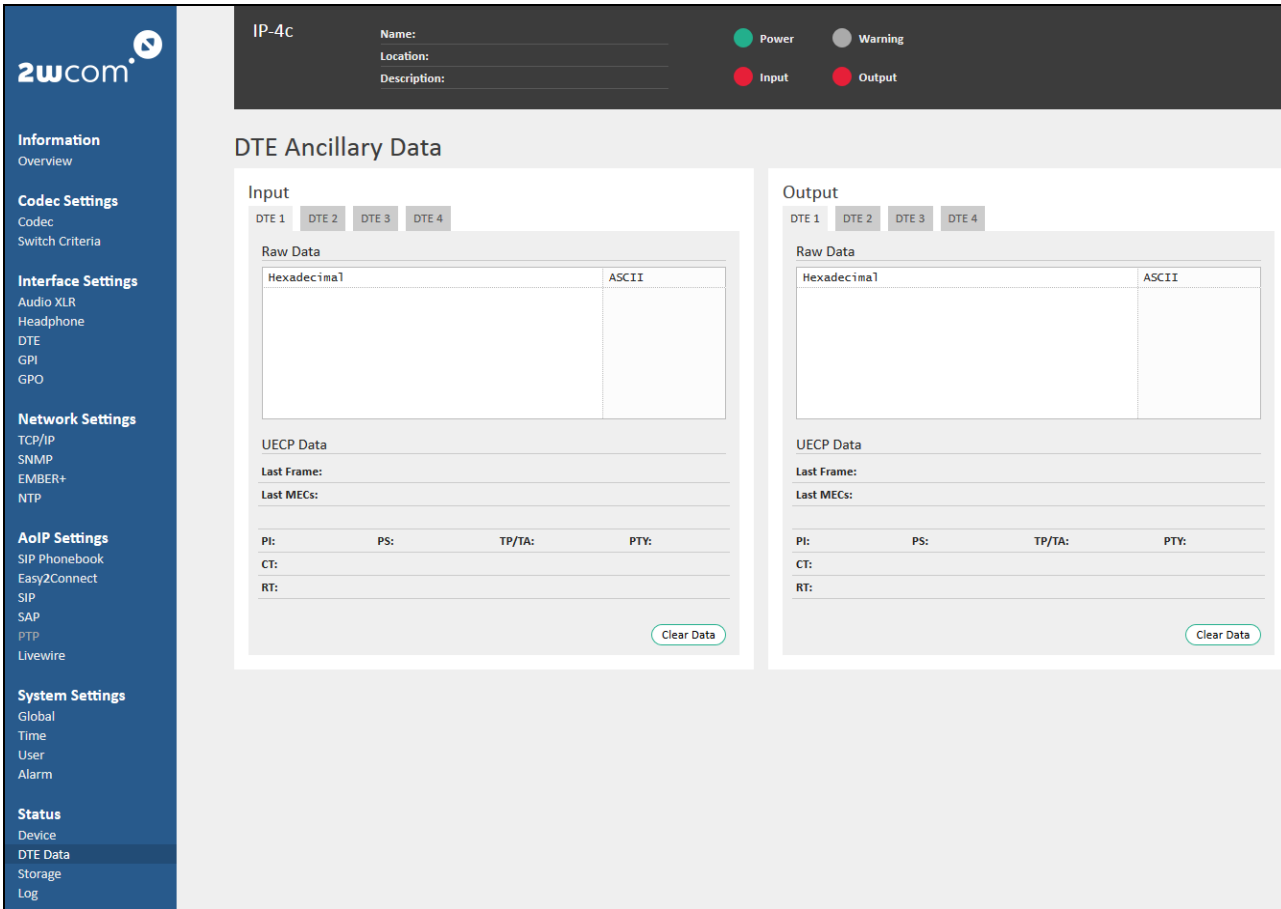 2wcom
Information
Overview
Codec Settings
Codec
Switch Criteria
Interface Settings
Audio XLR
Headphone
DTE
GPI
GPO
Network Settings
TCP/IP
SNMP
EMBER+
NTP
AoIP Settings
SIP Phonebook
Easy2Connect
SIP
SAP
PTP
Livewire
System Settings
Global
Time
User
Alarm
Status
Device
DTE Data
Storage
Log
IP-4c
Name:
Location:
Description:
Power Warning
Input Output
DTE Ancillary Data
Input
DTE 1 DTE 2 DTE 3 DTE 4
Raw Data
Hexadecimal ASCII
UECP Data
Last Frame:
Last MECs:
PI: PS: TP/TA: PTY:
CT:
RT:
Clear Data
Output
DTE 1 DTE 2 DTE 3 DTE 4
Raw Data
Hexadecimal ASCII
UECP Data
Last Frame:
Last MECs:
PI: PS: TP/TA: PTY:
CT:
RT:
Clear Data